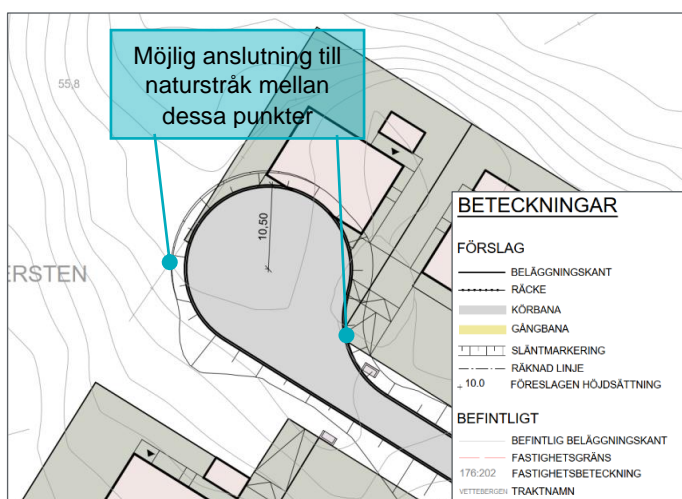 Möjlig anslutning till
naturstråk mellan
dessa punkter
55,8
10,50
ERSTEN
BETECKNINGAR
FÖRSLAG
BELÄGGNINGSKANT
RÄCKE
KÖRBANA
GÅNGBANA
SLÄNTMARKERING
RÄKNAD LINJE
+ 10.0 FÖRESLAGEN HÖJDSÄTTNING
BEFINTLIGT
BEFINTLIG BELÄGGNINGSKANT
FASTIGHETSGRÄNS
176:202 FASTIGHETSBETECKNING
VETTEBERGEN TRAKTNAMN